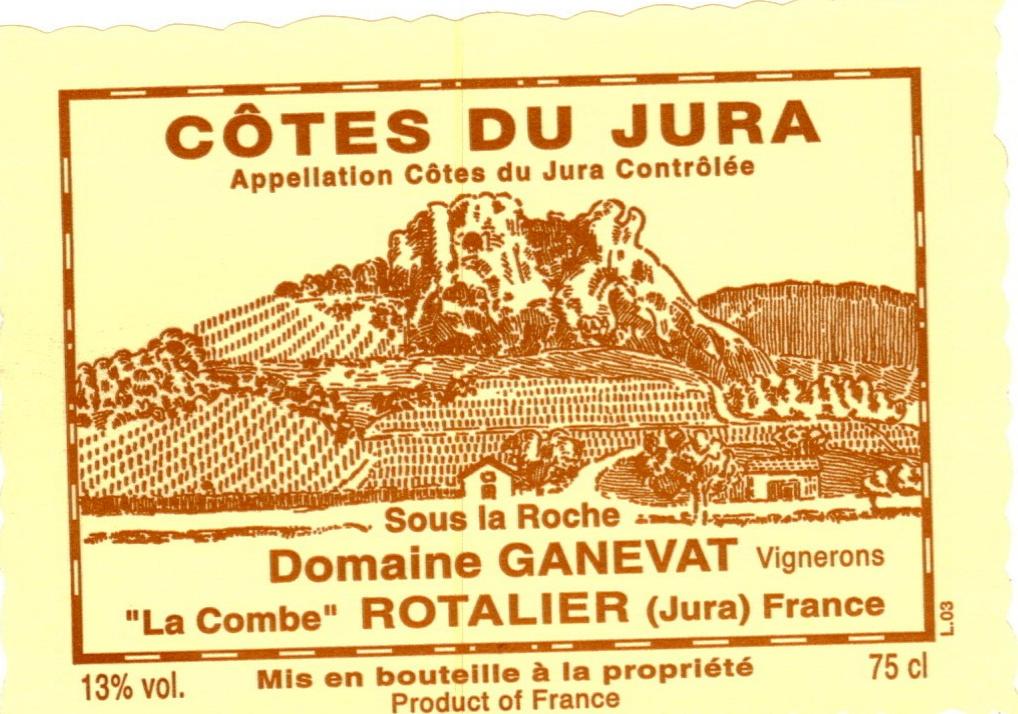 CÔTES DU JURA
Appellation Côtes du Jura Contrôlée
Sous la Roche
Domaine GANEVAT Vignerons
"La Combe" ROTALIER (Jura) France
L.03
13% vol.
Mis en bouteille à la propriété
75 cl
Product of France